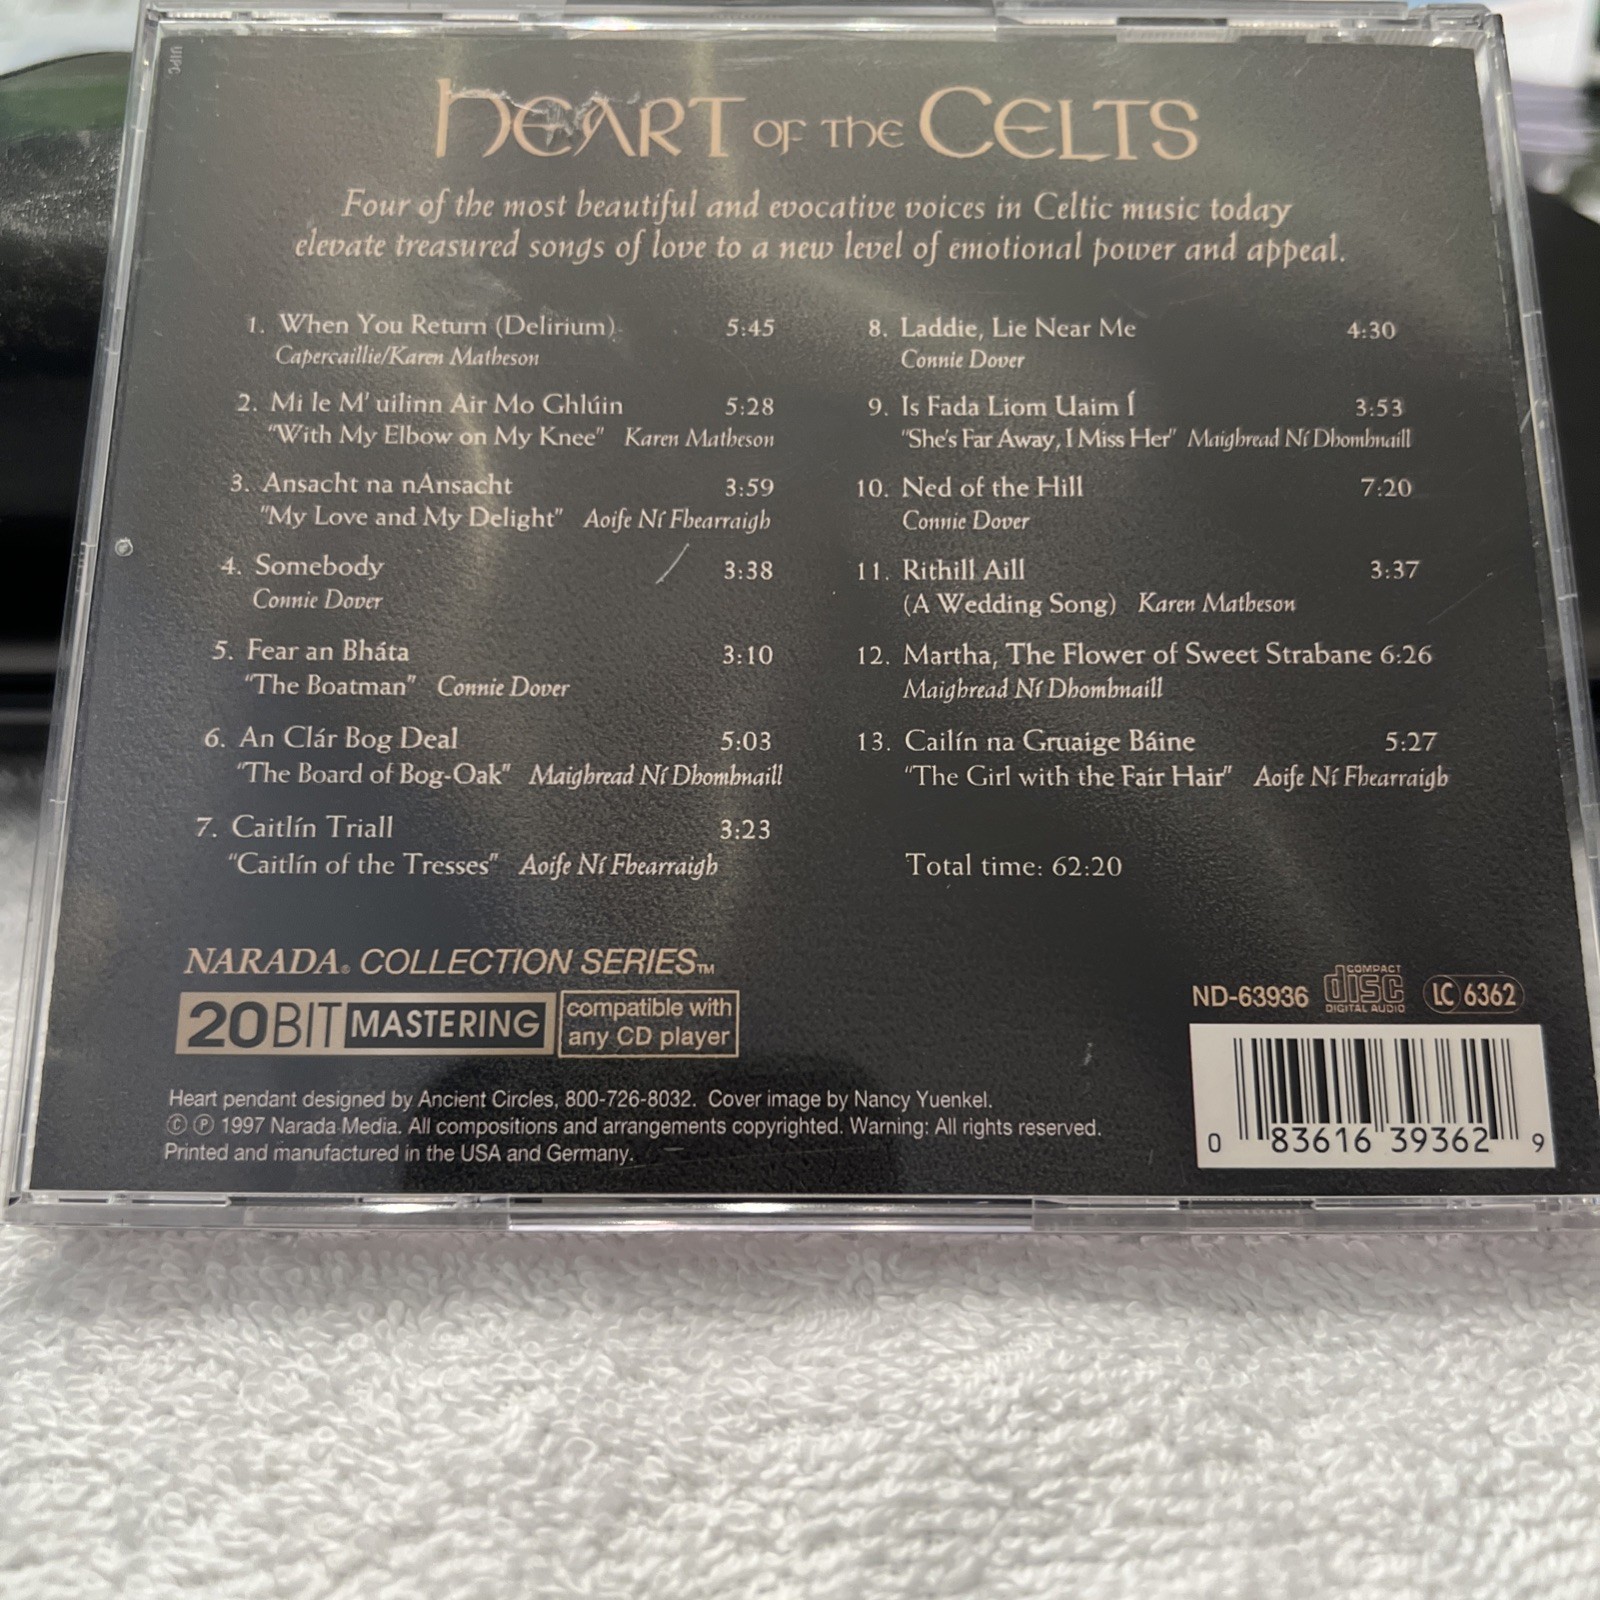 UIPC
HEART OF THE CELTS
Four of the most beautiful and evocative voices in Celtic music today
elevate treasured songs of love to a new level of emotional power and appeal.
1. When You Return (Delirium) 5:45
Capercaillie/Karen Matheson
2. Mi le M' uilinn Air Mo Ghlúin 5:28
"With My Elbow on My Knee" Karen Matheson
3. Ansacht na nAnsacht 3:59
"My Love and My Delight" Aoife Ní Fhearraigh
4. Somebody 3:38
Connie Dover
5. Fear an Bháta 3:10
"The Boatman" Connie Dover
6. An Clár Bog Deal 5:03
"The Board of Bog-Oak" Maighread Ní Dhombnaill
7. Caitlín Triall 3:23
"Caitlín of the Tresses" Aoife Ní Fhearraigh
8. Laddie, Lie Near Me 4:30
Connie Dover
9. Is Fada Liom Uaim Í 3:53
"She's Far Away, I Miss Her" Maighread Ní Dhombnaill
10. Ned of the Hill 7:20
Connie Dover
11. Rithill Aill 3:37
(A Wedding Song) Karen Matheson
12. Martha, The Flower of Sweet Strabane 6:26
Maighread Ní Dhombnaill
13. Cailín na Gruaige Báine 5:27
"The Girl with the Fair Hair" Aoife Ní Fhearraigh
Total time: 62:20
NARADA® COLLECTION SERIES™
20BIT MASTERING
compatible with
any CD player
ND-63936
COMPACT
disc
DIGITAL AUDIO
LC 6362
Heart pendant designed by Ancient Circles, 800-726-8032. Cover image by Nancy Yuenkel.
© ℗ 1997 Narada Media. All compositions and arrangements copyrighted. Warning: All rights reserved.
Printed and manufactured in the USA and Germany.
0 83616 39362 9